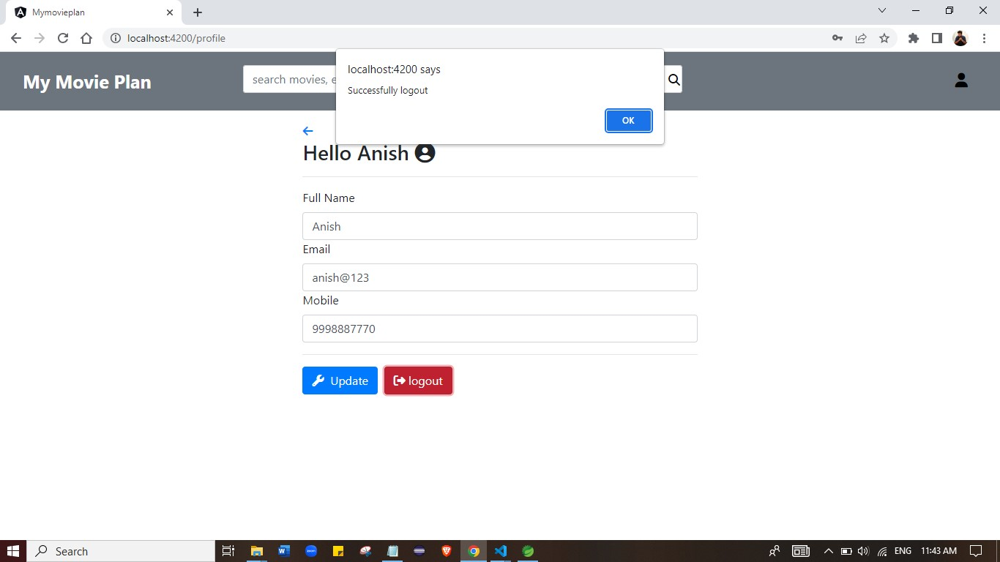 Mymovieplan
localhost:4200/profile
localhost:4200 says
Successfully logout
OK
My Movie Plan
search movies, e
Hello Anish
Full Name
Anish
Email
anish@123
Mobile
9998887770
Update
logout
Search
ENG
11:43 AM